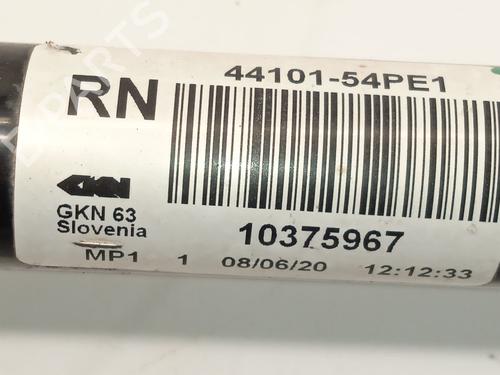 44101-54PE1
RN
GKN
GKN 63
Slovenia
10375967
MP1 1 08/06/20 12:12:33